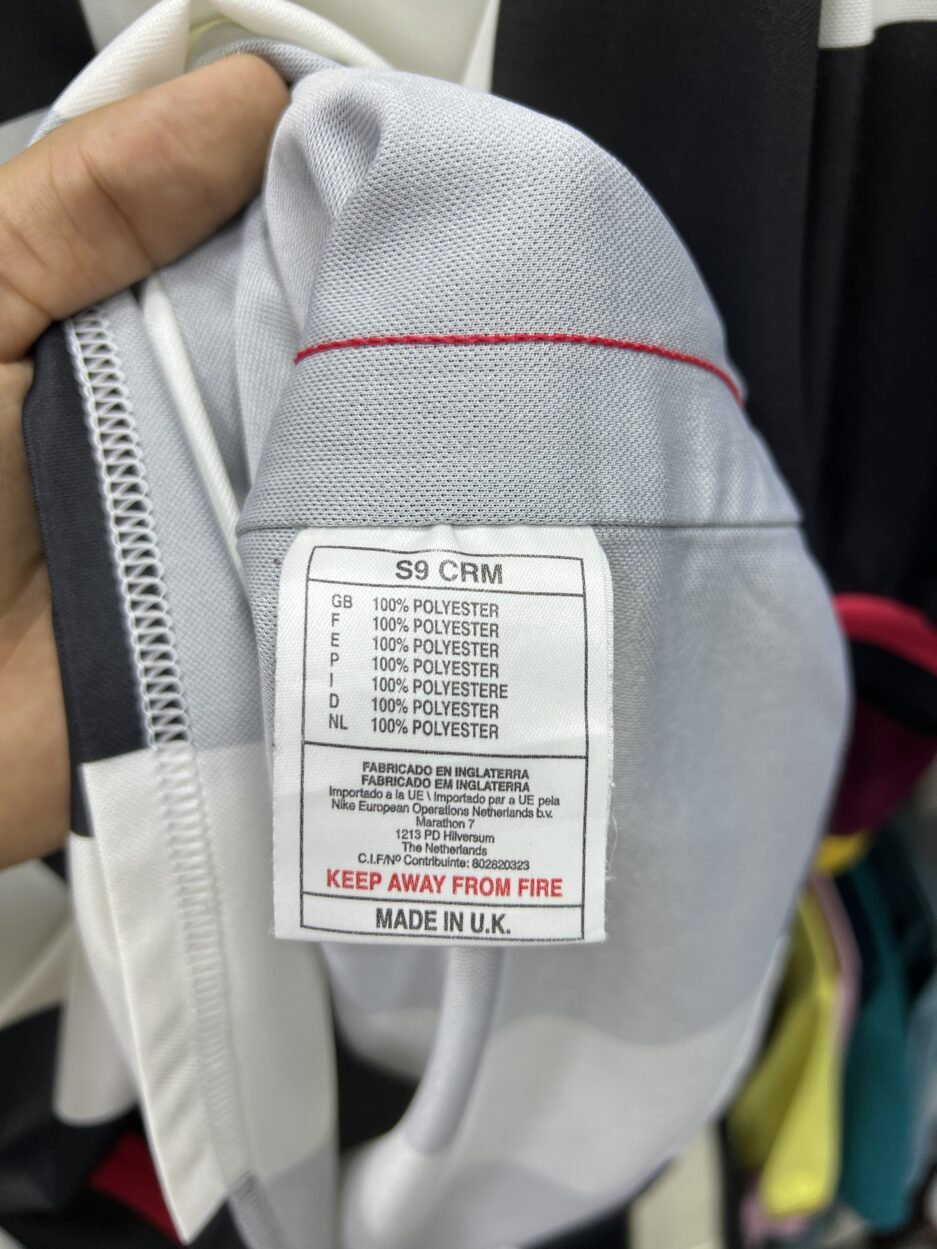 S9 CRM
GB 100% POLYESTER
F 100% POLYESTER
E 100% POLYESTER
P 100% POLYESTER
I 100% POLYESTERE
D 100% POLYESTER
NL 100% POLYESTER
FABRICADO EN INGLATERRA
FABRICADO EM INGLATERRA
Importado a la UE \ Importado par a UE pela
Nike European Operations Netherlands b.v.
Marathon 7
1213 PD Hilversum
The Netherlands
C.I.F/Nº Contribuinte: 802820323
KEEP AWAY FROM FIRE
MADE IN U.K.